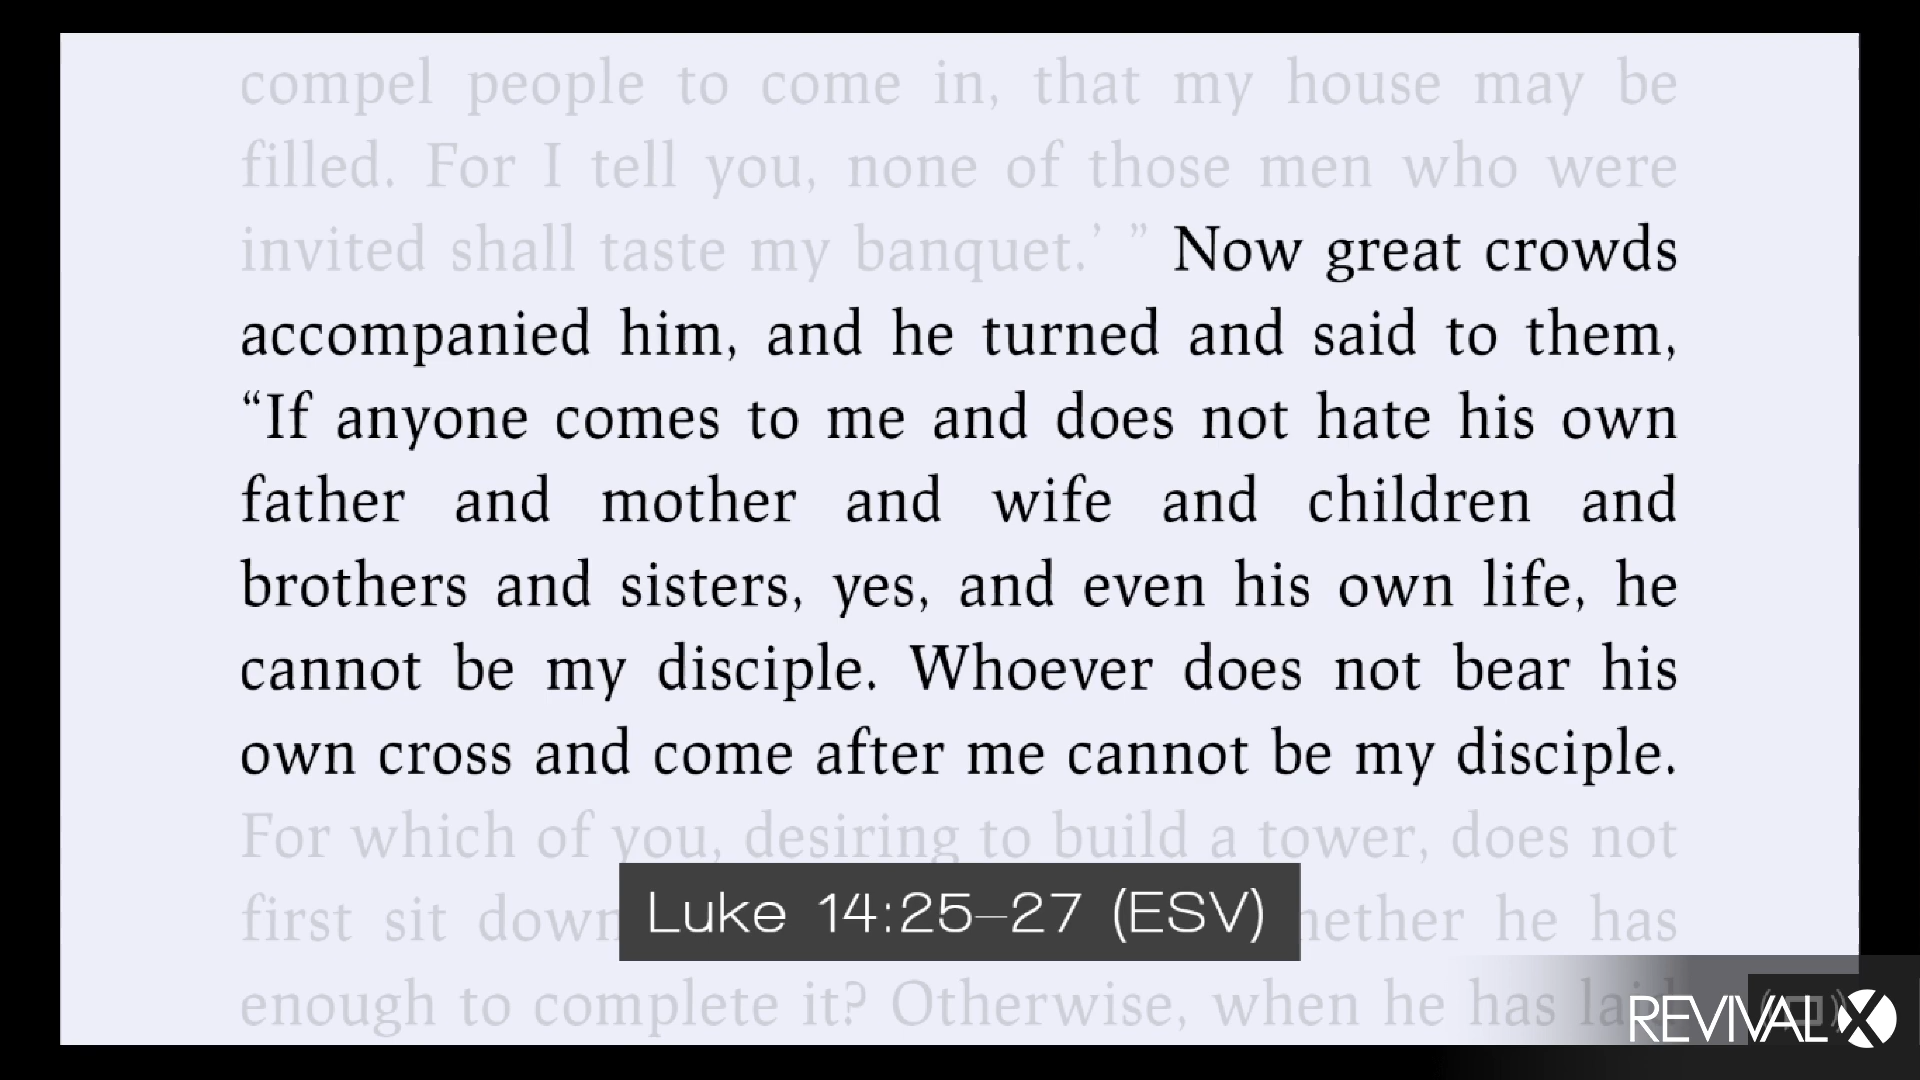 compel people to come in, that my house may be
filled. For I tell you, none of those men who were
invited shall taste my banquet.’ ” Now great crowds
accompanied him, and he turned and said to them,
“If anyone comes to me and does not hate his own
father and mother and wife and children and
brothers and sisters, yes, and even his own life, he
cannot be my disciple. Whoever does not bear his
own cross and come after me cannot be my disciple.
For which of you, desiring to build a tower, does not
first sit down hether he has
Luke 14:25–27 (ESV)
enough to complete it? Otherwise, when he has
REVIVAL X